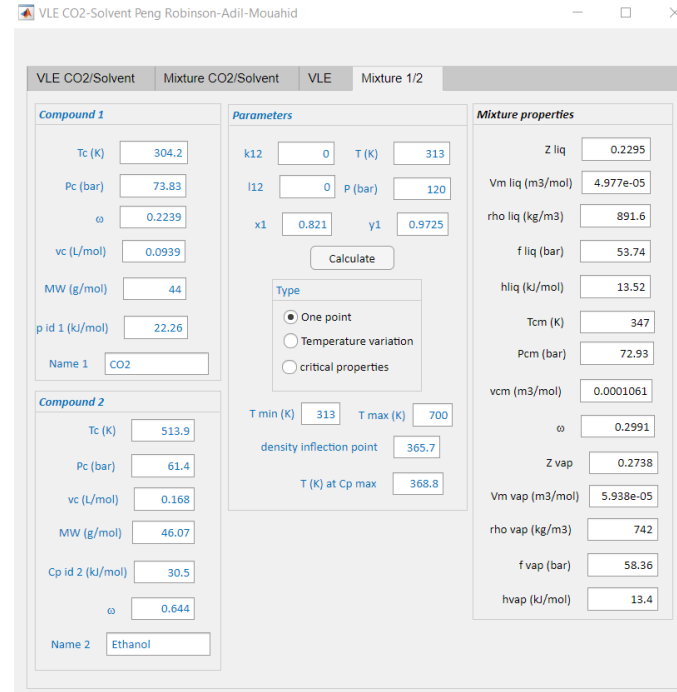 VLE CO2-Solvent Peng Robinson-Adil-Mouahid
VLE CO2/Solvent
Mixture CO2/Solvent
VLE
Mixture 1/2
Compound 1
Tc (K) 304.2
Pc (bar) 73.83
ω 0.2239
vc (L/mol) 0.0939
MW (g/mol) 44
p id 1 (kJ/mol) 22.26
Name 1 CO2
Compound 2
Tc (K) 513.9
Pc (bar) 61.4
vc (L/mol) 0.168
MW (g/mol) 46.07
Cp id 2 (kJ/mol) 30.5
ω 0.644
Name 2 Ethanol
Parameters
k12 0 T (K) 313
l12 0 P (bar) 120
x1 0.821 y1 0.9725
Calculate
Type
One point
Temperature variation
critical properties
T min (K) 313 T max (K) 700
density inflection point 365.7
T (K) at Cp max 368.8
Mixture properties
Z liq 0.2295
Vm liq (m3/mol) 4.977e-05
rho liq (kg/m3) 891.6
f liq (bar) 53.74
hliq (kJ/mol) 13.52
Tcm (K) 347
Pcm (bar) 72.93
vcm (m3/mol) 0.0001061
ω 0.2991
Z vap 0.2738
Vm vap (m3/mol) 5.938e-05
rho vap (kg/m3) 742
f vap (bar) 58.36
hvap (kJ/mol) 13.4